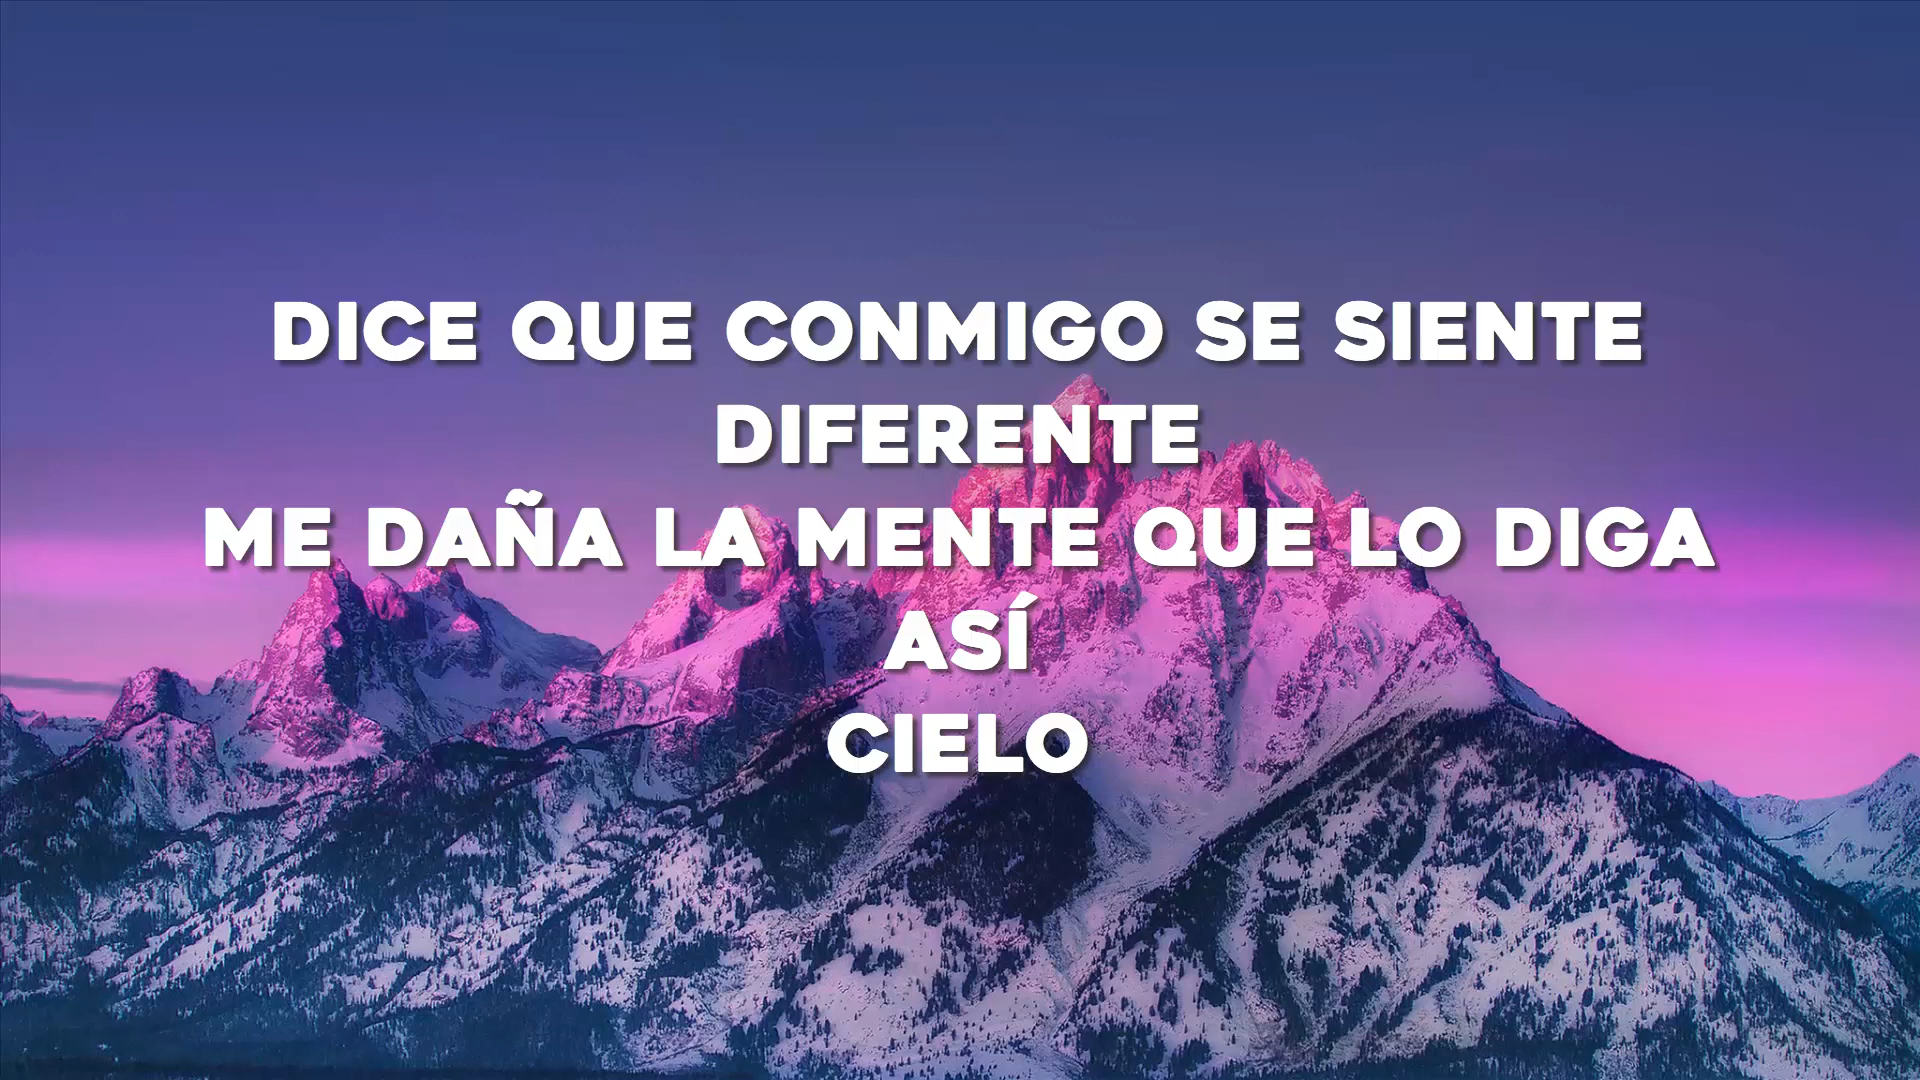 DICE QUE CONMIGO SE SIENTE
DIFERENTE
ME DAÑA LA MENTE QUE LO DIGA
ASÍ
CIELO